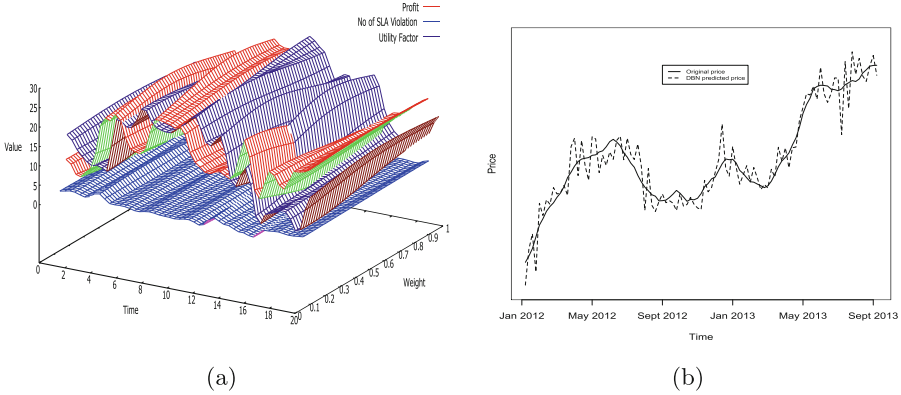 Profit
No of SLA Violation
Utility Factor
30
25
20
15
10
5
0
Value
0
2
4
6
8
10
12
14
16
18
20
Time
0
0.1
0.2
0.3
0.4
0.5
0.6
0.7
0.8
0.9
1
Weight
(a)
Original price
DBN predicted price
Price
Jan 2012 May 2012 Sept 2012 Jan 2013 May 2013 Sept 2013
Time
(b)